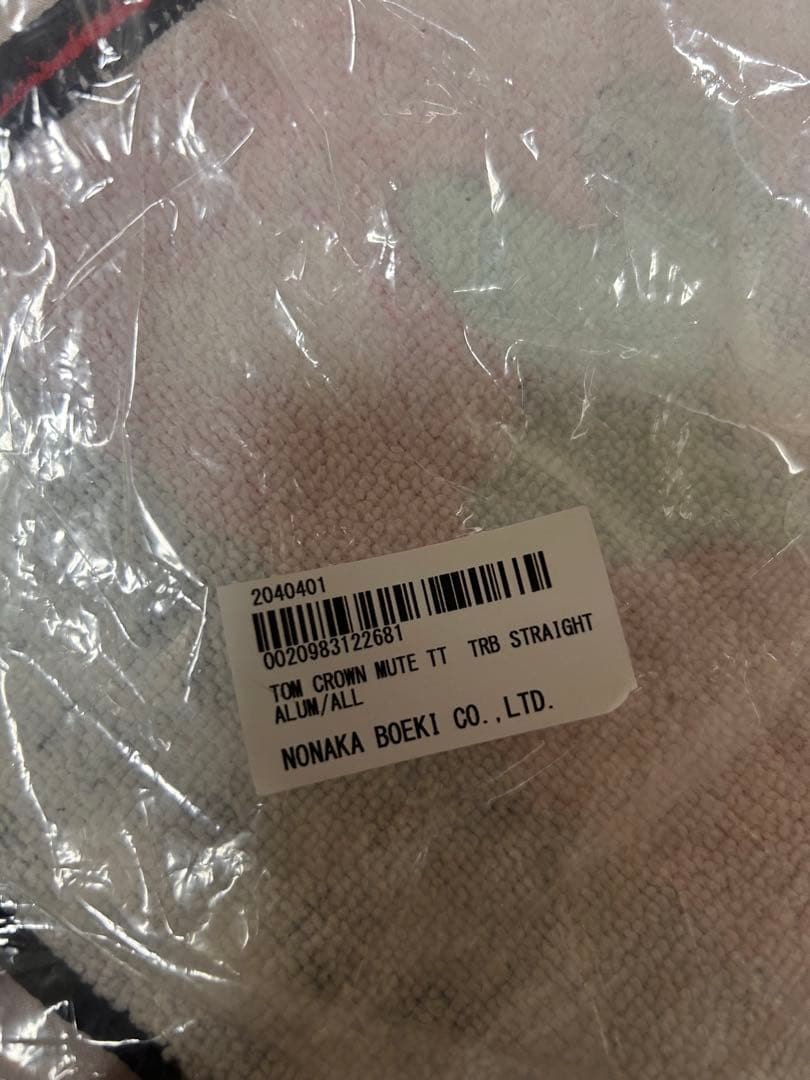 2040401
0020983122681
TOM CROWN MUTE TT TRB STRAIGHT
ALUM/ALL
NONAKA BOEKI CO.,LTD.